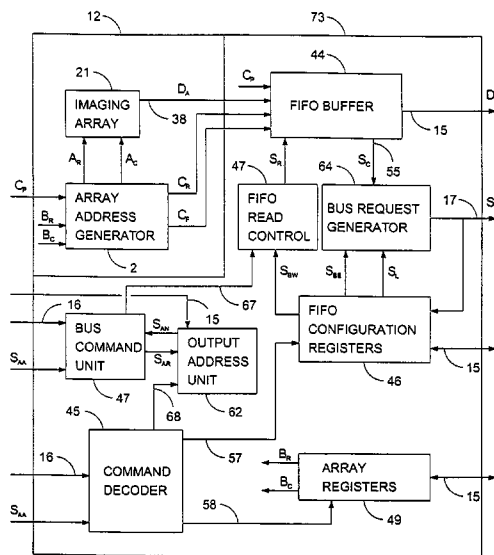 12
73
21
44
IMAGING
ARRAY
D_A
38
C_P
FIFO BUFFER
15
D
A_R
A_C
C_R
C_F
S_R
S_C
55
47
64
17
C_P
ARRAY
ADDRESS
GENERATOR
B_R
B_C
2
FIFO
READ
CONTROL
BUS REQUEST
GENERATOR
S
67
S_BW
S_BS
S_L
16
15
BUS
COMMAND
UNIT
S_AN
S_AR
OUTPUT
ADDRESS
UNIT
FIFO
CONFIGURATION
REGISTERS
15
S_AA
47
62
46
45
68
57
16
COMMAND
DECODER
B_R
B_C
ARRAY
REGISTERS
15
S_AA
58
49